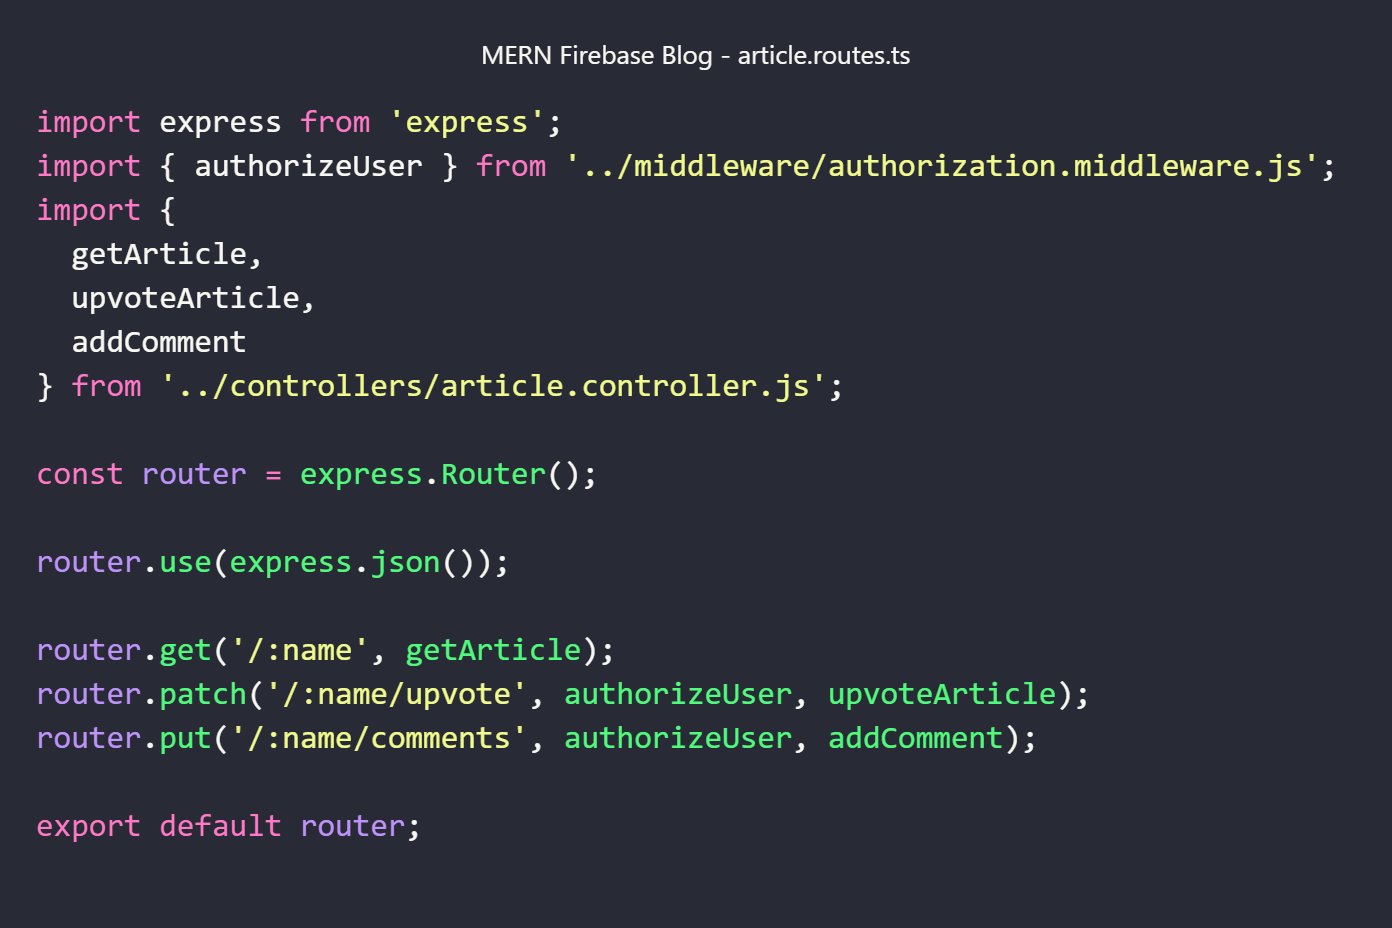 MERN Firebase Blog - article.routes.ts
import express from 'express';
import { authorizeUser } from '../middleware/authorization.middleware.js';
import {
  getArticle,
  upvoteArticle,
  addComment
} from '../controllers/article.controller.js';

const router = express.Router();

router.use(express.json());

router.get('/:name', getArticle);
router.patch('/:name/upvote', authorizeUser, upvoteArticle);
router.put('/:name/comments', authorizeUser, addComment);

export default router;